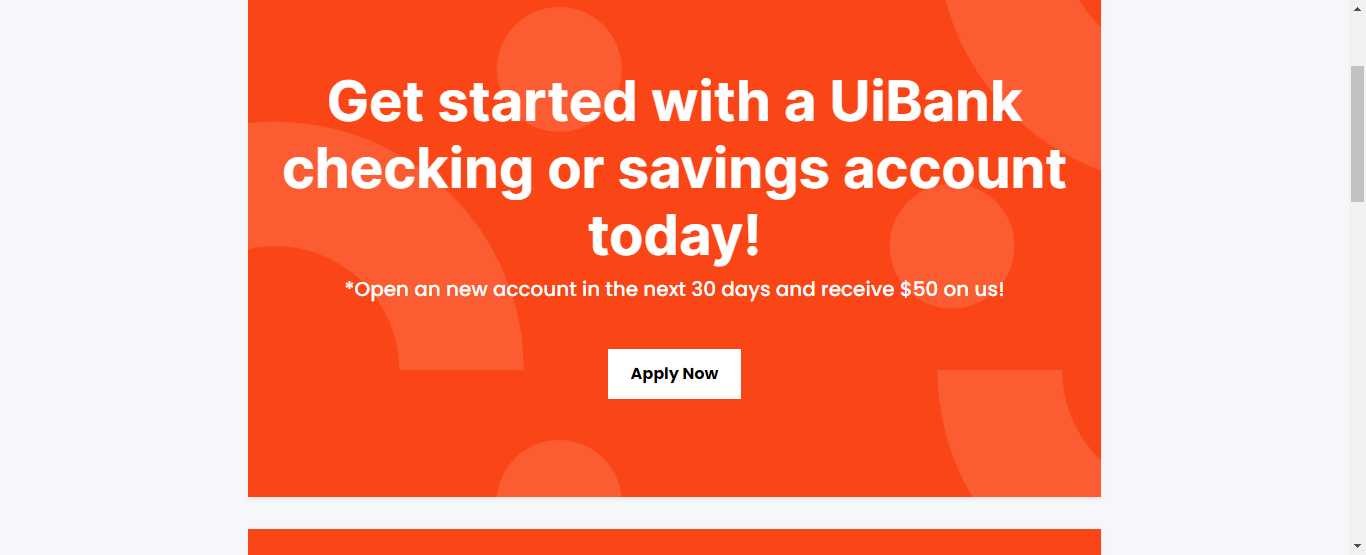 Get started with a UiBank
checking or savings account
today!
*Open an new account in the next 30 days and receive $50 on us!
Apply Now